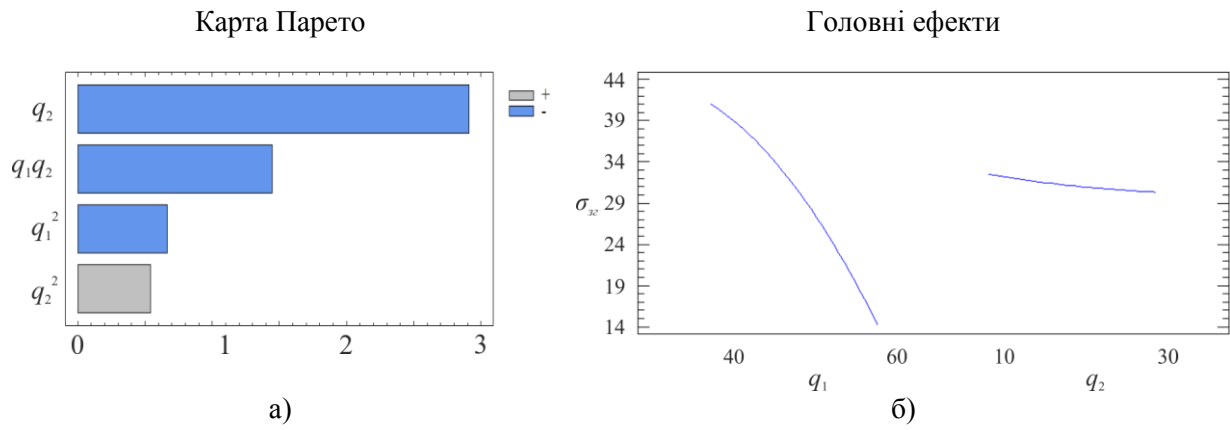 Карта Парето
q₂
q₁q₂
q₁²
q₂²
0 1 2 3
+
-
а)
Головні ефекти
44
39
34
σзг 29
24
19
14
40 60 10 30
q₁ q₂
б)